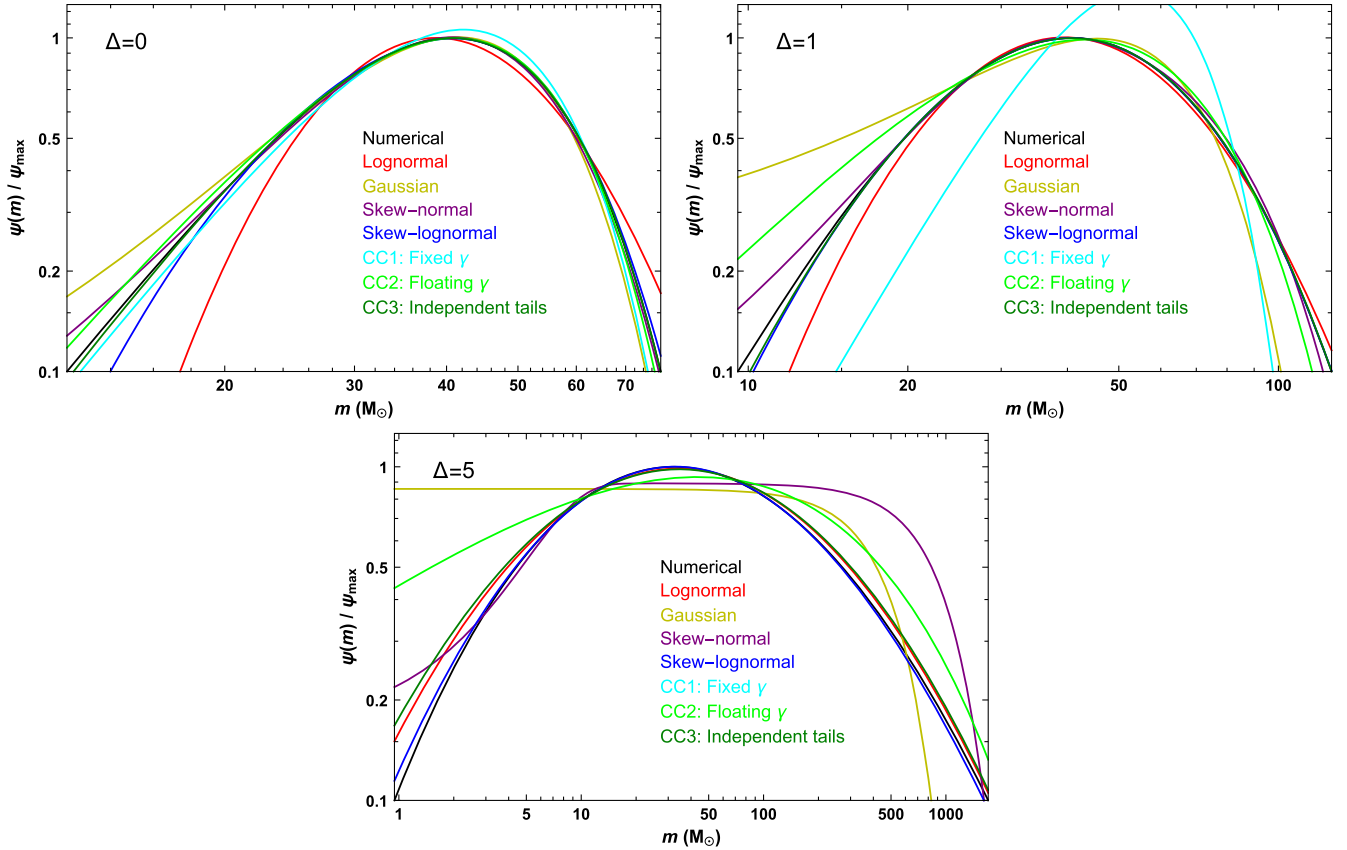 Δ=0
ψ(m) / ψmax
1
0.5
0.2
0.1
Numerical
Lognormal
Gaussian
Skew-normal
Skew-lognormal
CC1: Fixed γ
CC2: Floating γ
CC3: Independent tails
20 30 40 50 60 70
m (M⊙)
Δ=1
ψ(m) / ψmax
1
0.5
0.2
0.1
Numerical
Lognormal
Gaussian
Skew-normal
Skew-lognormal
CC1: Fixed γ
CC2: Floating γ
CC3: Independent tails
10 20 50 100
m (M⊙)
Δ=5
ψ(m) / ψmax
1
0.5
0.2
0.1
Numerical
Lognormal
Gaussian
Skew-normal
Skew-lognormal
CC1: Fixed γ
CC2: Floating γ
CC3: Independent tails
1 5 10 50 100 500 1000
m (M⊙)